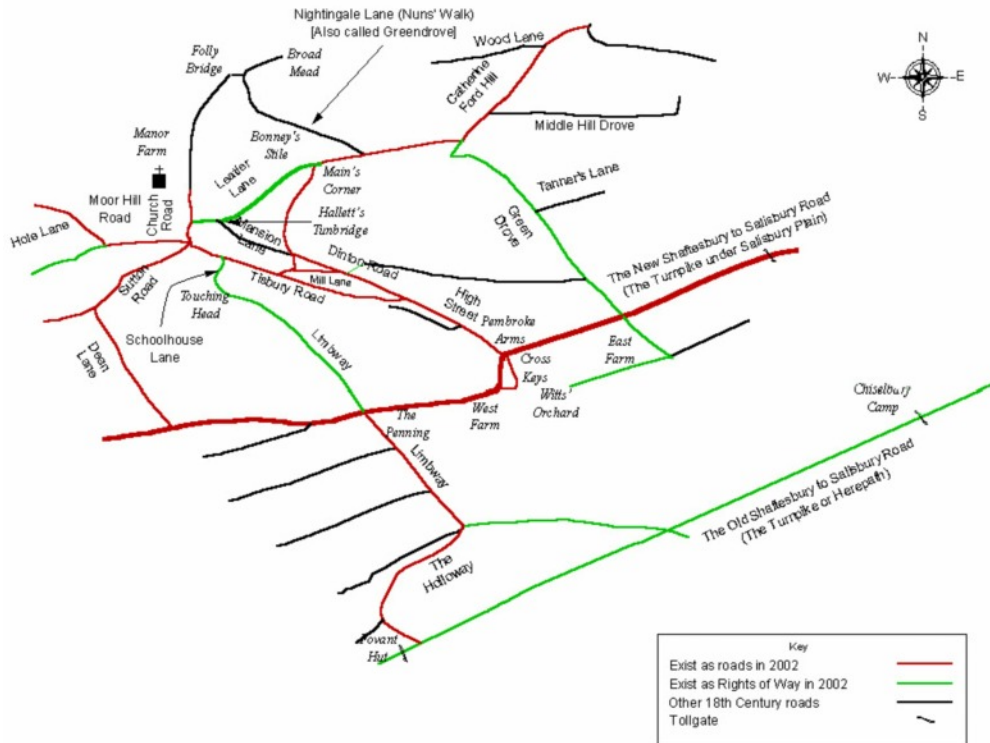 Nightingale Lane (Nuns' Walk)
[Also called Greendrove]
Wood Lane
Folly
Bridge
Broad
Mead
Catherine
Ford Hill
N
W
E
S
Middle Hill Drove
Manor
Farm
Bonney's
Stile
Leafer
Lane
Main's
Corner
Tanner's Lane
Moor Hill
Road
Church
Road
Hallett's
Tunbridge
Green
Drove
Hole Lane
Mansion
Lane
Dinton Road
The New Shaftesbury to Salisbury Road
(The Turnpike under Salisbury Plain)
Sutton
Road
Tisbury Road
Mill Lane
Touching
Head
High
Street
Pembroke
Arms
Schoolhouse
Lane
Limbway
East
Farm
Dean
Lane
Cross
Keys
Witts'
Orchard
West
Farm
Chiselbury
Camp
The
Penning
Limbway
The Old Shaftesbury to Salisbury Road
(The Turnpike or Herepath)
The
Holloway
Fovant
Hut
Key
Exist as roads in 2002
Exist as Rights of Way in 2002
Other 18th Century roads
Tollgate